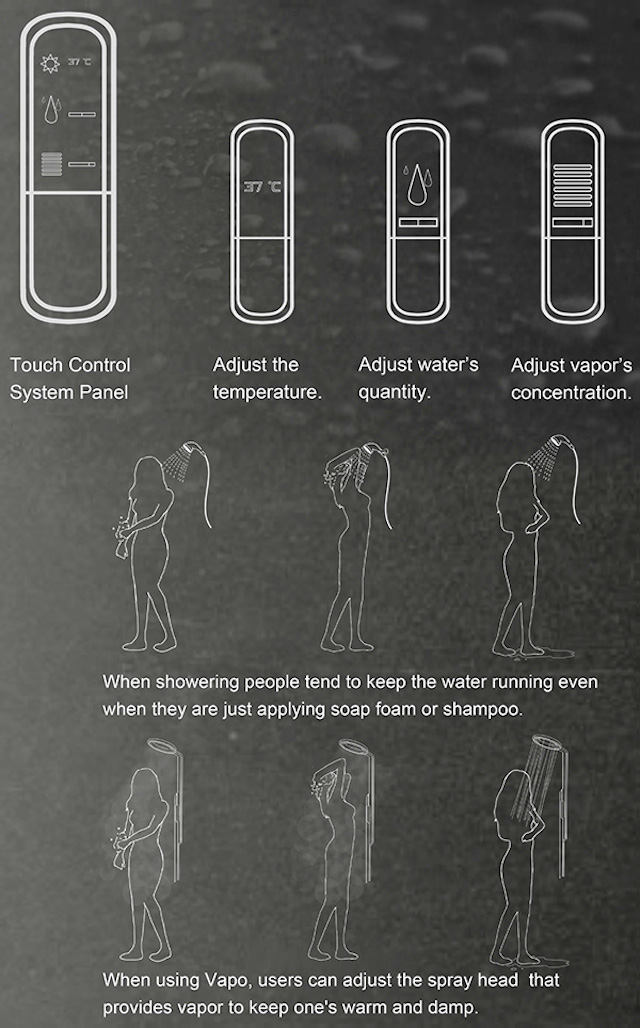 37 ℃
37 ℃
Touch Control
System Panel
Adjust the
temperature.
Adjust water's
quantity.
Adjust vapor's
concentration.
When showering people tend to keep the water running even
when they are just applying soap foam or shampoo.
When using Vapo, users can adjust the spray head that
provides vapor to keep one's warm and damp.